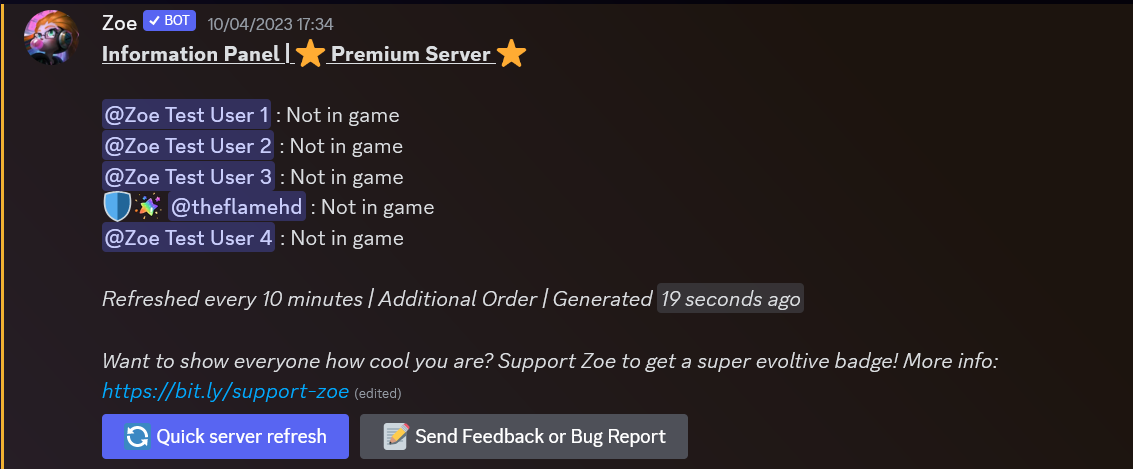 Zoe ✓ BOT 10/04/2023 17:34
Information Panel | ⭐ Premium Server ⭐
@Zoe Test User 1 : Not in game
@Zoe Test User 2 : Not in game
@Zoe Test User 3 : Not in game
@theflamehd : Not in game
@Zoe Test User 4 : Not in game
Refreshed every 10 minutes | Additional Order | Generated 19 seconds ago
Want to show everyone how cool you are? Support Zoe to get a super evoltive badge! More info:
https://bit.ly/support-zoe (edited)
Quick server refresh Send Feedback or Bug Report